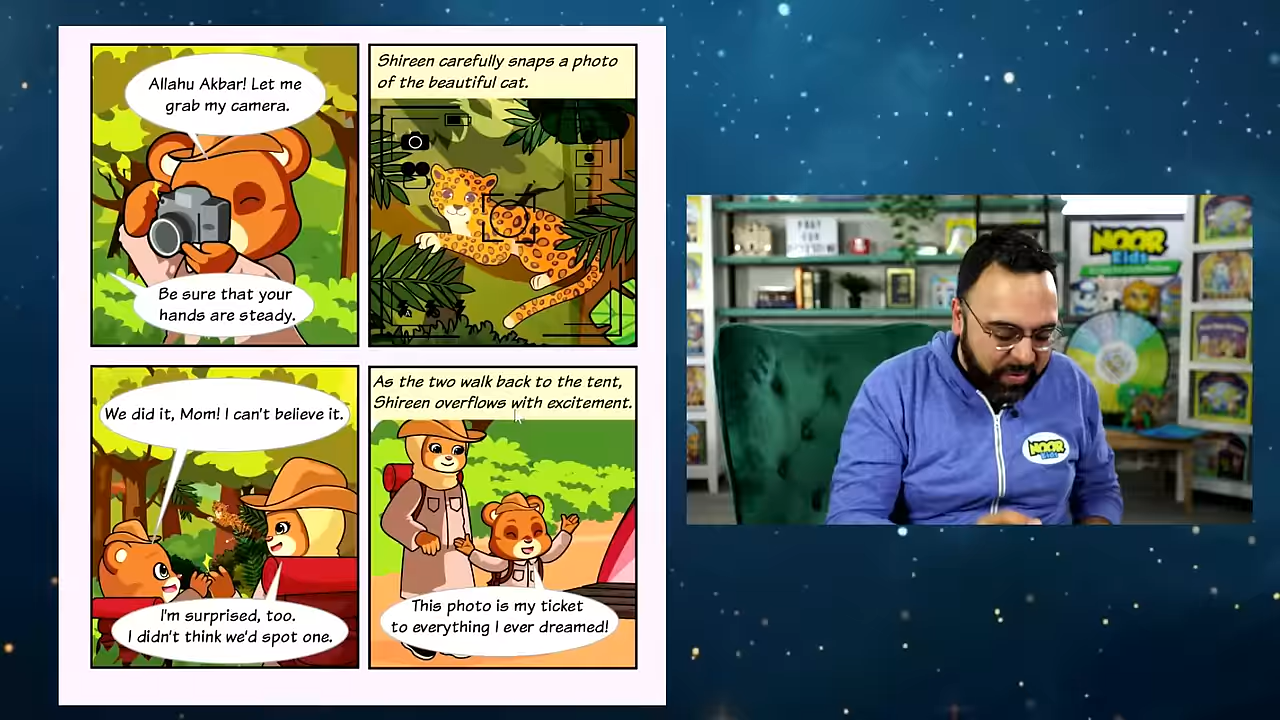 Allahu Akbar! Let me
grab my camera.
Be sure that your
hands are steady.
Shireen carefully snaps a photo
of the beautiful cat.
We did it, Mom! I can't believe it.
I'm surprised, too.
I didn't think we'd spot one.
As the two walk back to the tent,
Shireen overflows with excitement.
This photo is my ticket
to everything I ever dreamed!
NOOR
Kids
NOOR
Kids